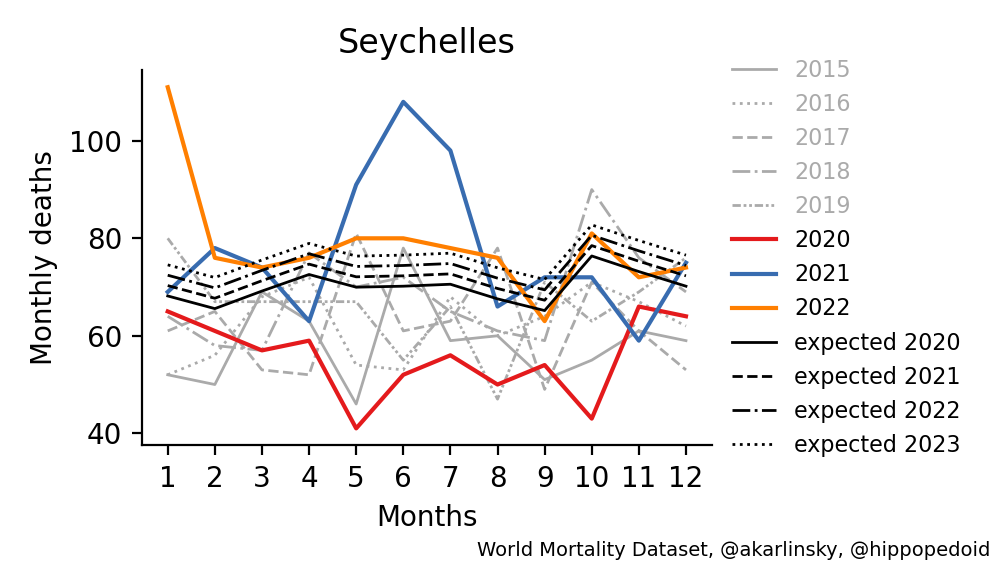 Seychelles
Monthly deaths
100
80
60
40
1 2 3 4 5 6 7 8 9 10 11 12
Months
2015
2016
2017
2018
2019
2020
2021
2022
expected 2020
expected 2021
expected 2022
expected 2023
World Mortality Dataset, @akarlinsky, @hippopedoid